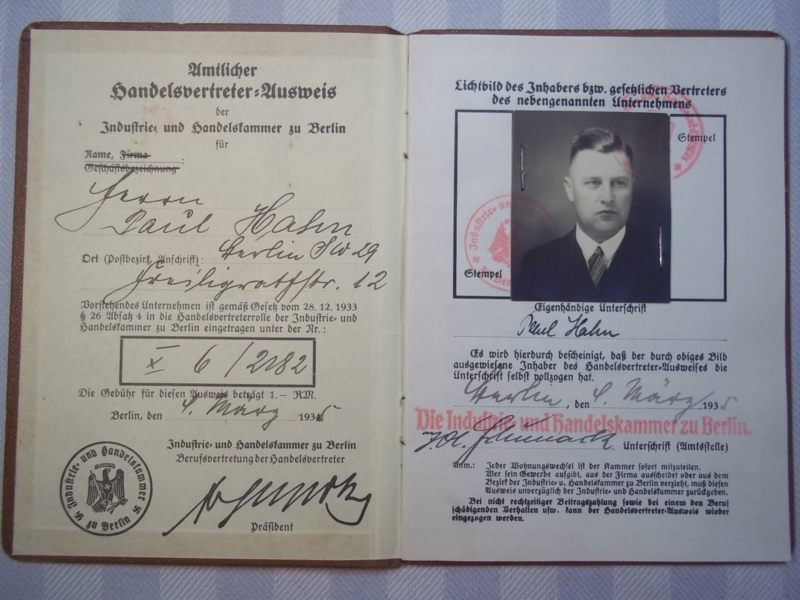 Amtlicher
Handelsvertreter-Ausweis
der
Industrie- und Handelskammer zu Berlin
für
Name, Firma
Geschäftsbezeichnung :
Herrn
Paul Hahn
Ort (Postbezirk, Anschrift): Berlin SW 29
Freiligrathstr. 12
Vorstehendes Unternehmen ist gemäß Gesetz vom 28. 12. 1933
§ 26 Absatz 4 in die Handelsvertreterrolle der Industrie- und
Handelskammer zu Berlin eingetragen unter der Nr.:
X 6 / 2182
Die Gebühr für diesen Ausweis beträgt 1.— RM.
Berlin, den 4. März 1935
Industrie- und Handelskammer zu Berlin
Berufsvertretung der Handelsvertreter
Präsident
Industrie- und Handelskammer
zu Berlin
Lichtbild des Inhabers bzw. gesetzlichen Vertreters
des nebengenannten Unternehmens
Stempel
Industrie- und
Stempel
Eigenhändige Unterschrift
Paul Hahn
Es wird hierdurch bescheinigt, daß der durch obiges Bild
ausgewiesene Inhaber des Handelsvertreter-Ausweises die
Unterschrift selbst vollzogen hat.
Berlin, den 4. März 1935
Die Industrie- und Handelskammer zu Berlin.
Unterschrift (Amtsstelle)
Anm.: Jeder Wohnungswechsel ist der Kammer sofort mitzuteilen.
Wer sein Gewerbe aufgibt, aus der Firma ausscheidet oder aus dem
Bezirk der Industrie- u. Handelskammer zu Berlin verzieht, muß diesen
Ausweis unverzüglich der Industrie- und Handelskammer zurückgeben.
Bei nicht rechtzeitiger Beitragszahlung sowie bei einem den Beruf
schädigenden Verhalten usw. kann der Handelsvertreter-Ausweis wieder
eingezogen werden.